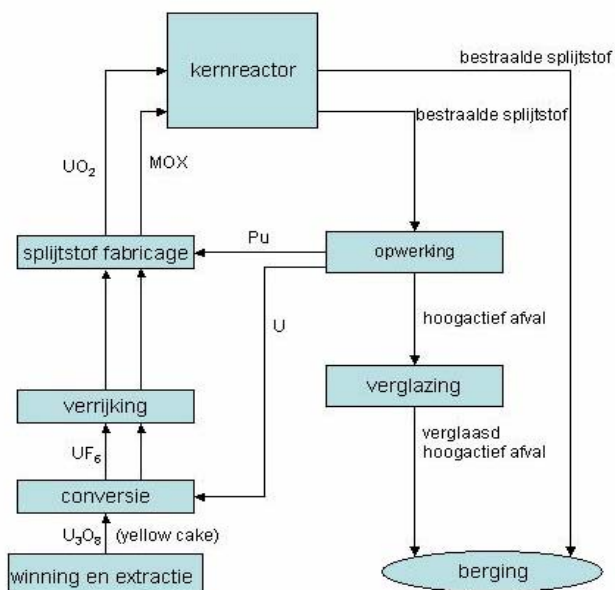 kernreactor
bestraalde splijtstof
bestraalde splijtstof
UO₂
MOX
splijtstof fabricage
Pu
opwerking
U
hoogactief afval
verrijking
verglazing
UF₆
verglaasd
hoogactief afval
conversie
U₃O₈ (yellow cake)
winning en extractie
berging